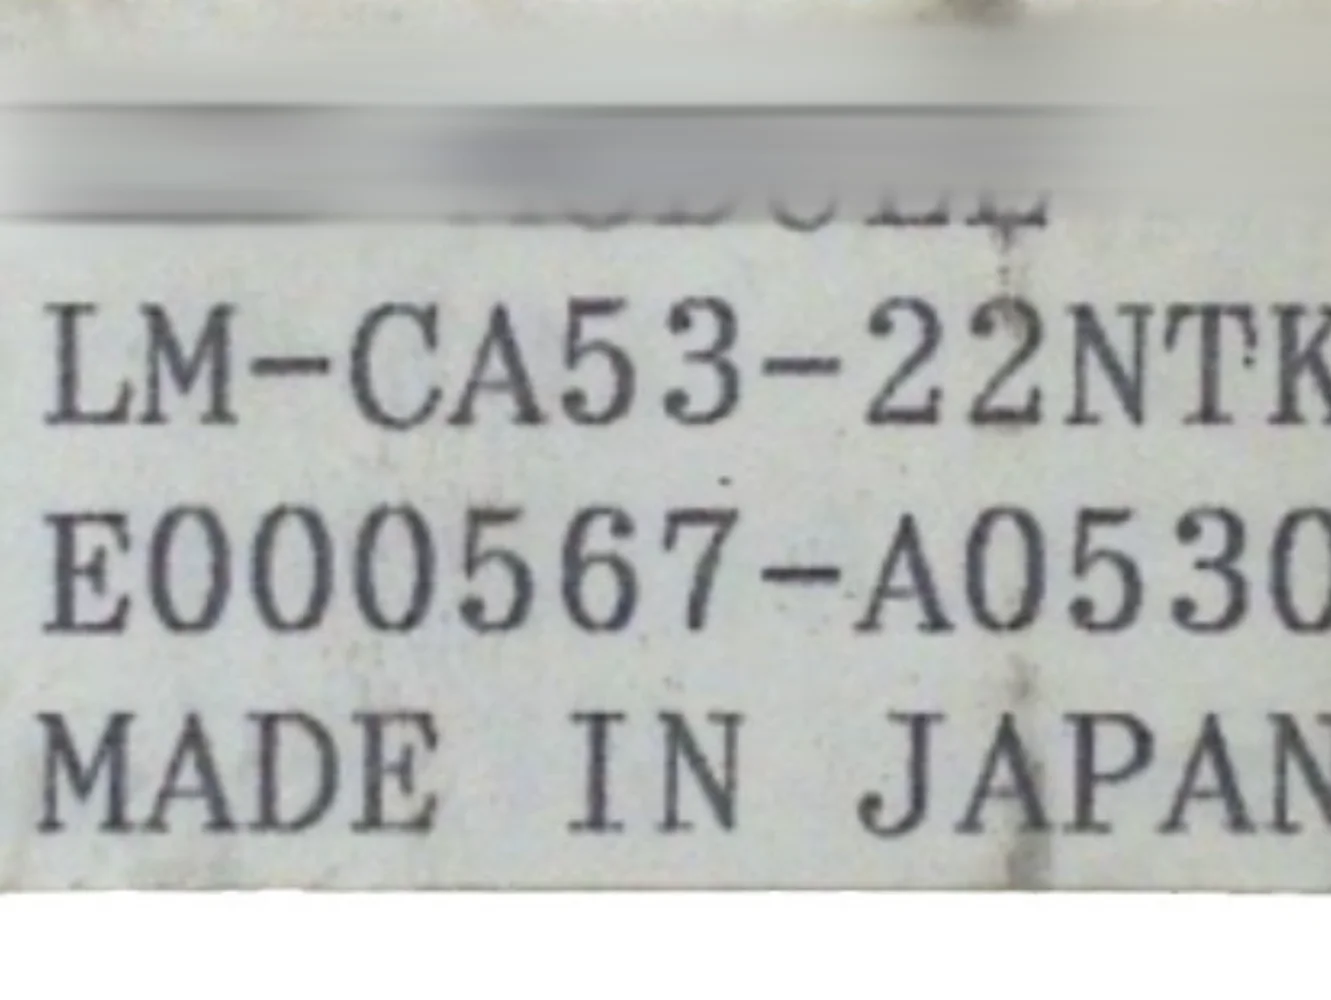 LM-CA53-22NTK
E000567-A0530
MADE IN JAPAN